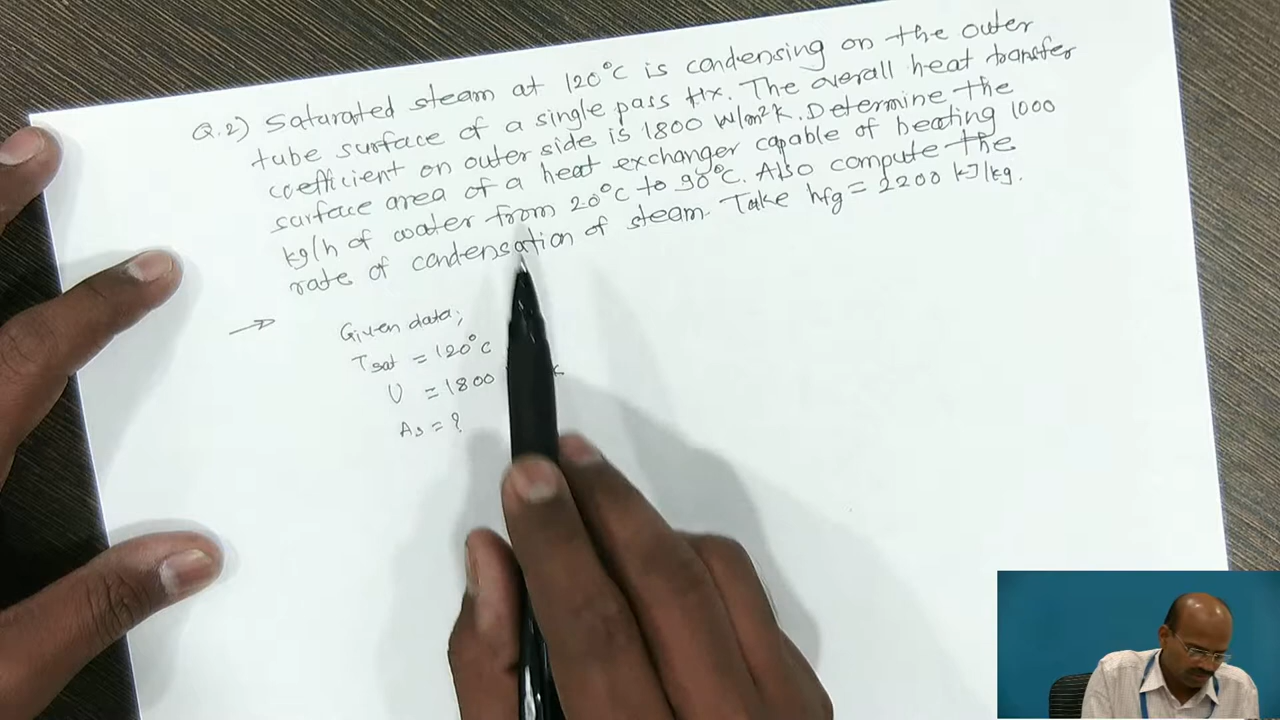 Q.2) Saturated steam at 120°C is condensing on the outer
tube surface of a single pass Hx. The overall heat transfer
coefficient on outer side is 1800 W/m²K. Determine the
surface area of a heat exchanger capable of heating 1000
kg/h of water from 20°C to 90°C. Also compute the
rate of condensation of steam. Take hfg = 2200 kJ/kg.
→ Given data;
Tsat = 120°C
U = 1800 K
As = ?